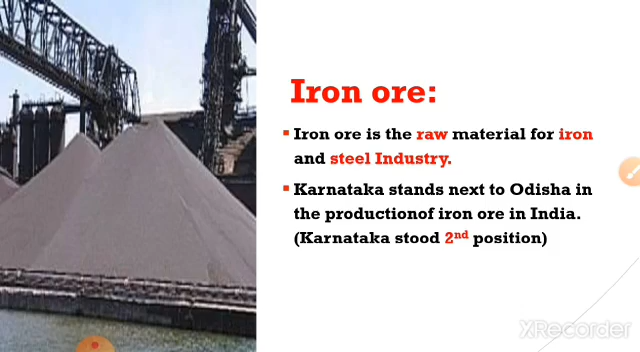 Iron ore:
Iron ore is the raw material for iron
and steel Industry.
Karnataka stands next to Odisha in
the productionof iron ore in India.
(Karnataka stood 2nd position)
XRecorder